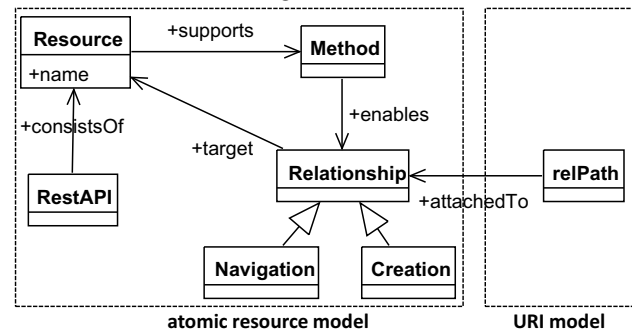 Resource
+name
+supports
Method
+consistsOf
+target
+enables
RestAPI
Relationship
+attachedTo
relPath
Navigation
Creation
atomic resource model
URI model